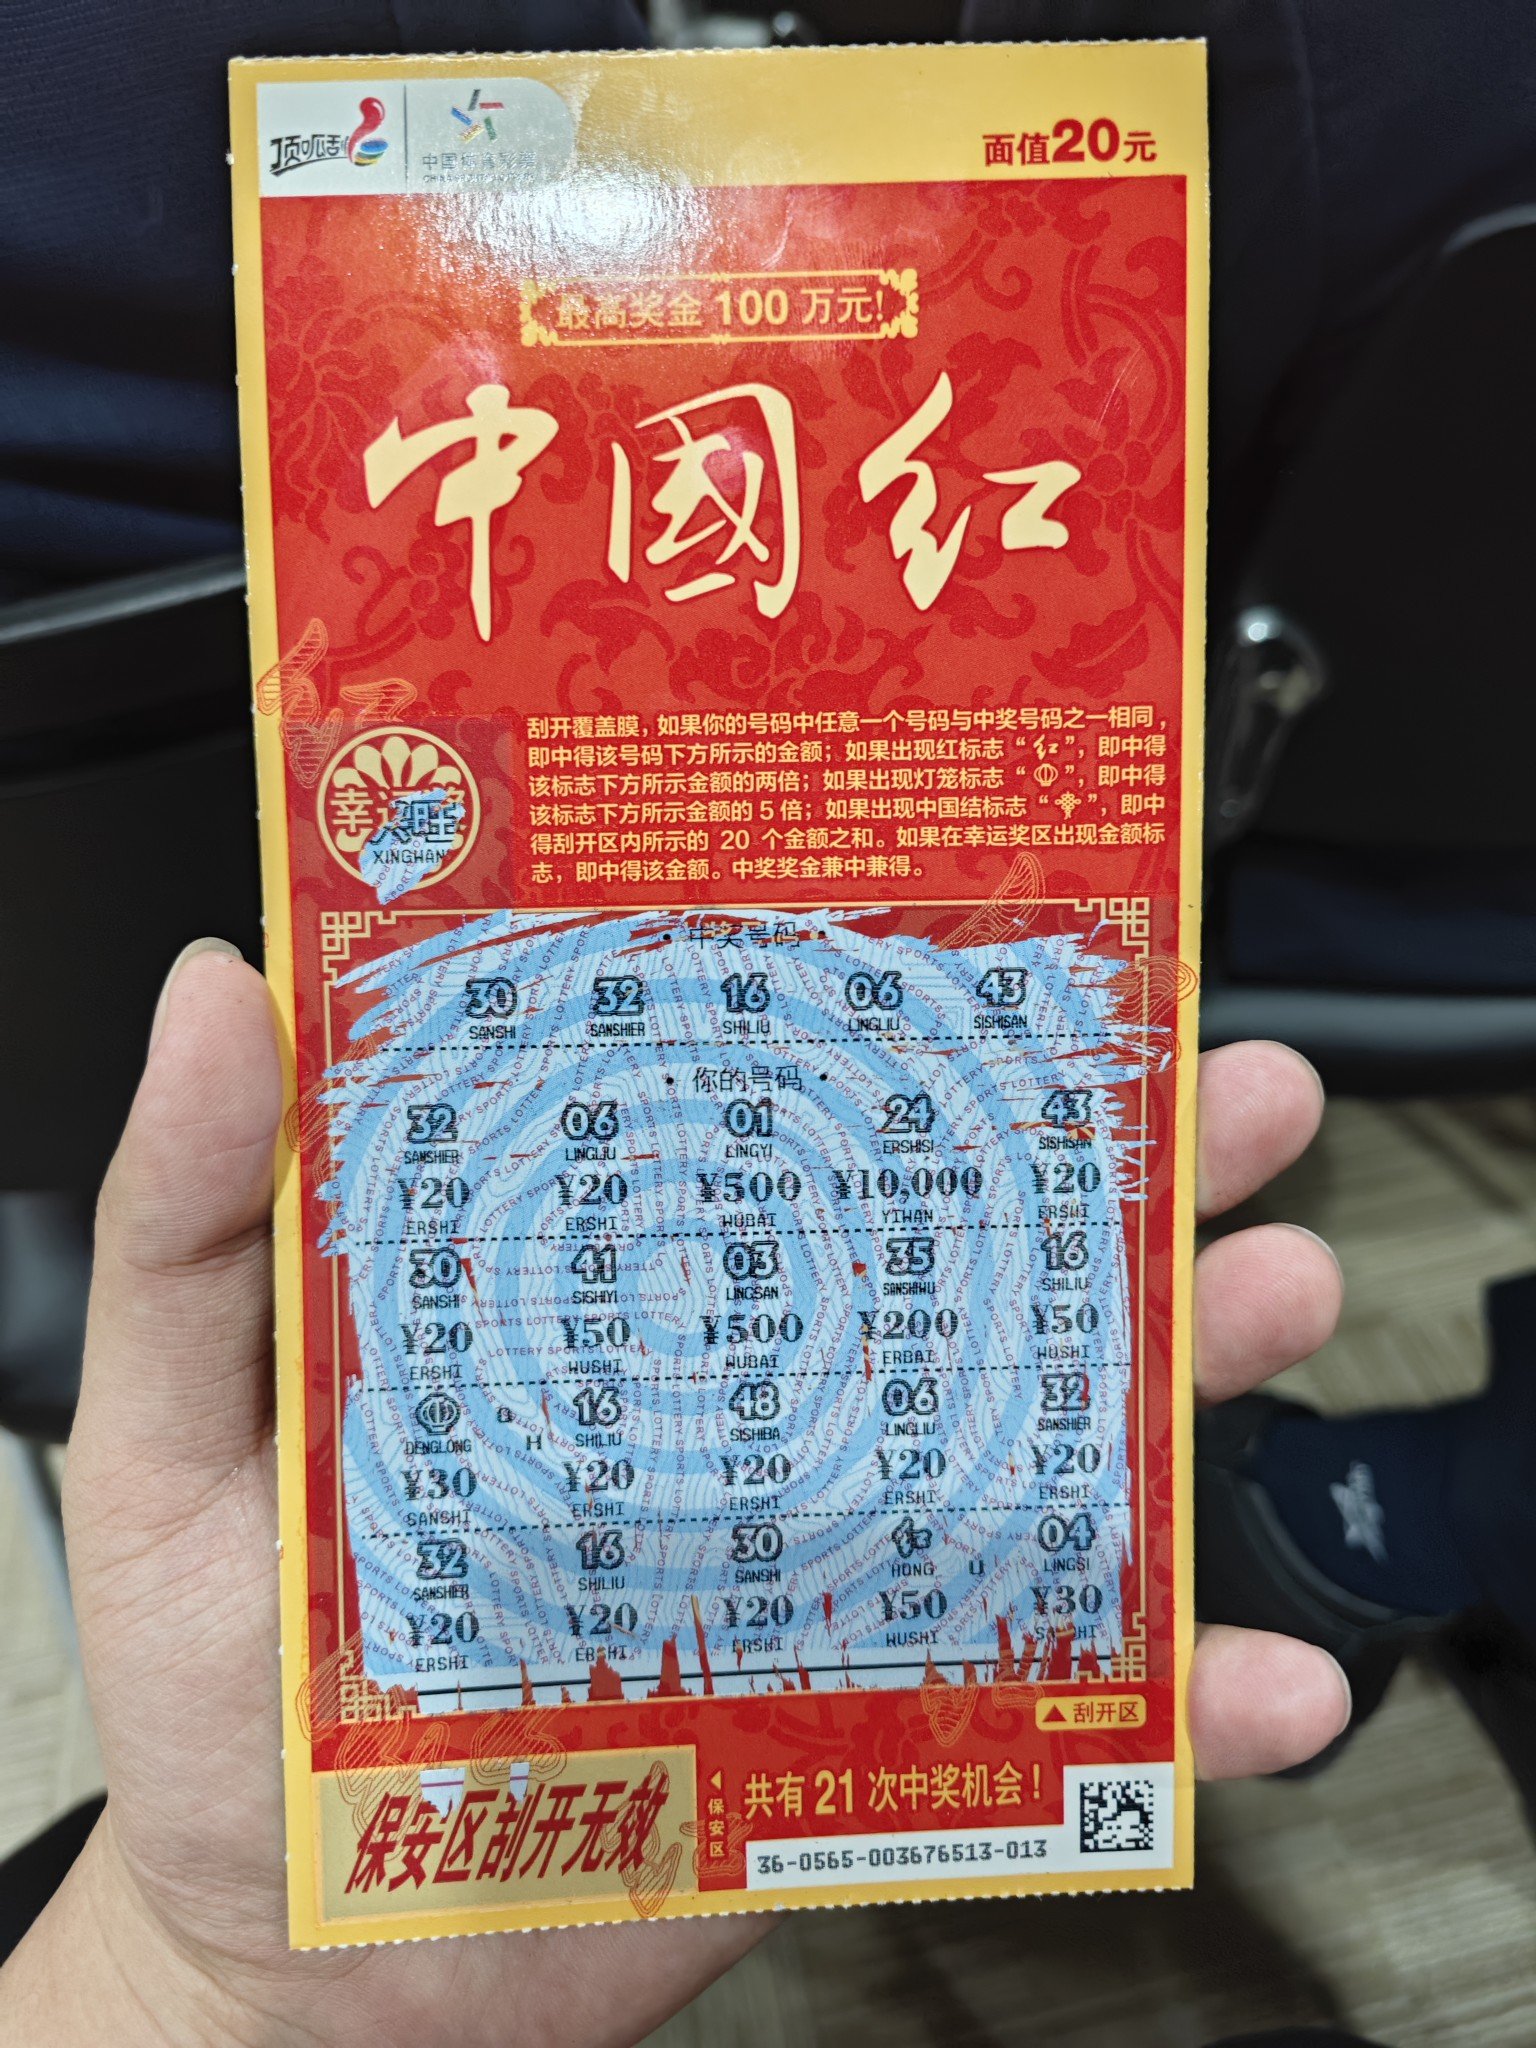 顶呱刮
中国体育彩票
面值20元
最高奖金 100 万元!
中國红
刮开覆盖膜,如果你的号码中任意一个号码与中奖号码之一相同,
即中得该号码下方所示的金额;如果出现红标志“红”,即中得
该标志下方所示金额的两倍;如果出现灯笼标志“ ”,即中得
该标志下方所示金额的 5 倍;如果出现中国结标志“ ”,即中
得刮开区内所示的 20 个金额之和。如果在幸运奖区出现金额标
志,即中得该金额。中奖奖金兼中兼得。
幸运
旺
XINGWAN
中奖号码
30 32 16 06 43
SANSHI SANSHIER SHILIU LINGLIU SISHISAN
你的号码
32 06 01 24 43
SANSHIER LINGLIU LINGYI ERSHISI SISHISAN
¥20 ¥20 ¥500 ¥10,000 ¥20
ERSHI ERSHI WUBAI YIWAN ERSHI
30 41 03 35 16
SANSHI SISHIYI LINGSAN SANSHIWU SHILIU
¥20 ¥50 ¥500 ¥200 ¥50
ERSHI WUSHI WUBAI ERBAI WUSHI
16 48 06 32
DENGLONG a H SHILIU SISHIBA LINGLIU SANSHIER
¥30 ¥20 ¥20 ¥20 ¥20
SANSHI ERSHI ERSHI ERSHI ERSHI
32 16 30 红 04
SANSHIER SHILIU SANSHI HONG U LINGSI
¥20 ¥20 ¥20 ¥50 ¥30
ERSHI ERSHI ERSHI WUSHI SANSHI
▲刮开区
保安区刮开无效
◀保安区
共有 21 次中奖机会!
36-0565-003676513-013